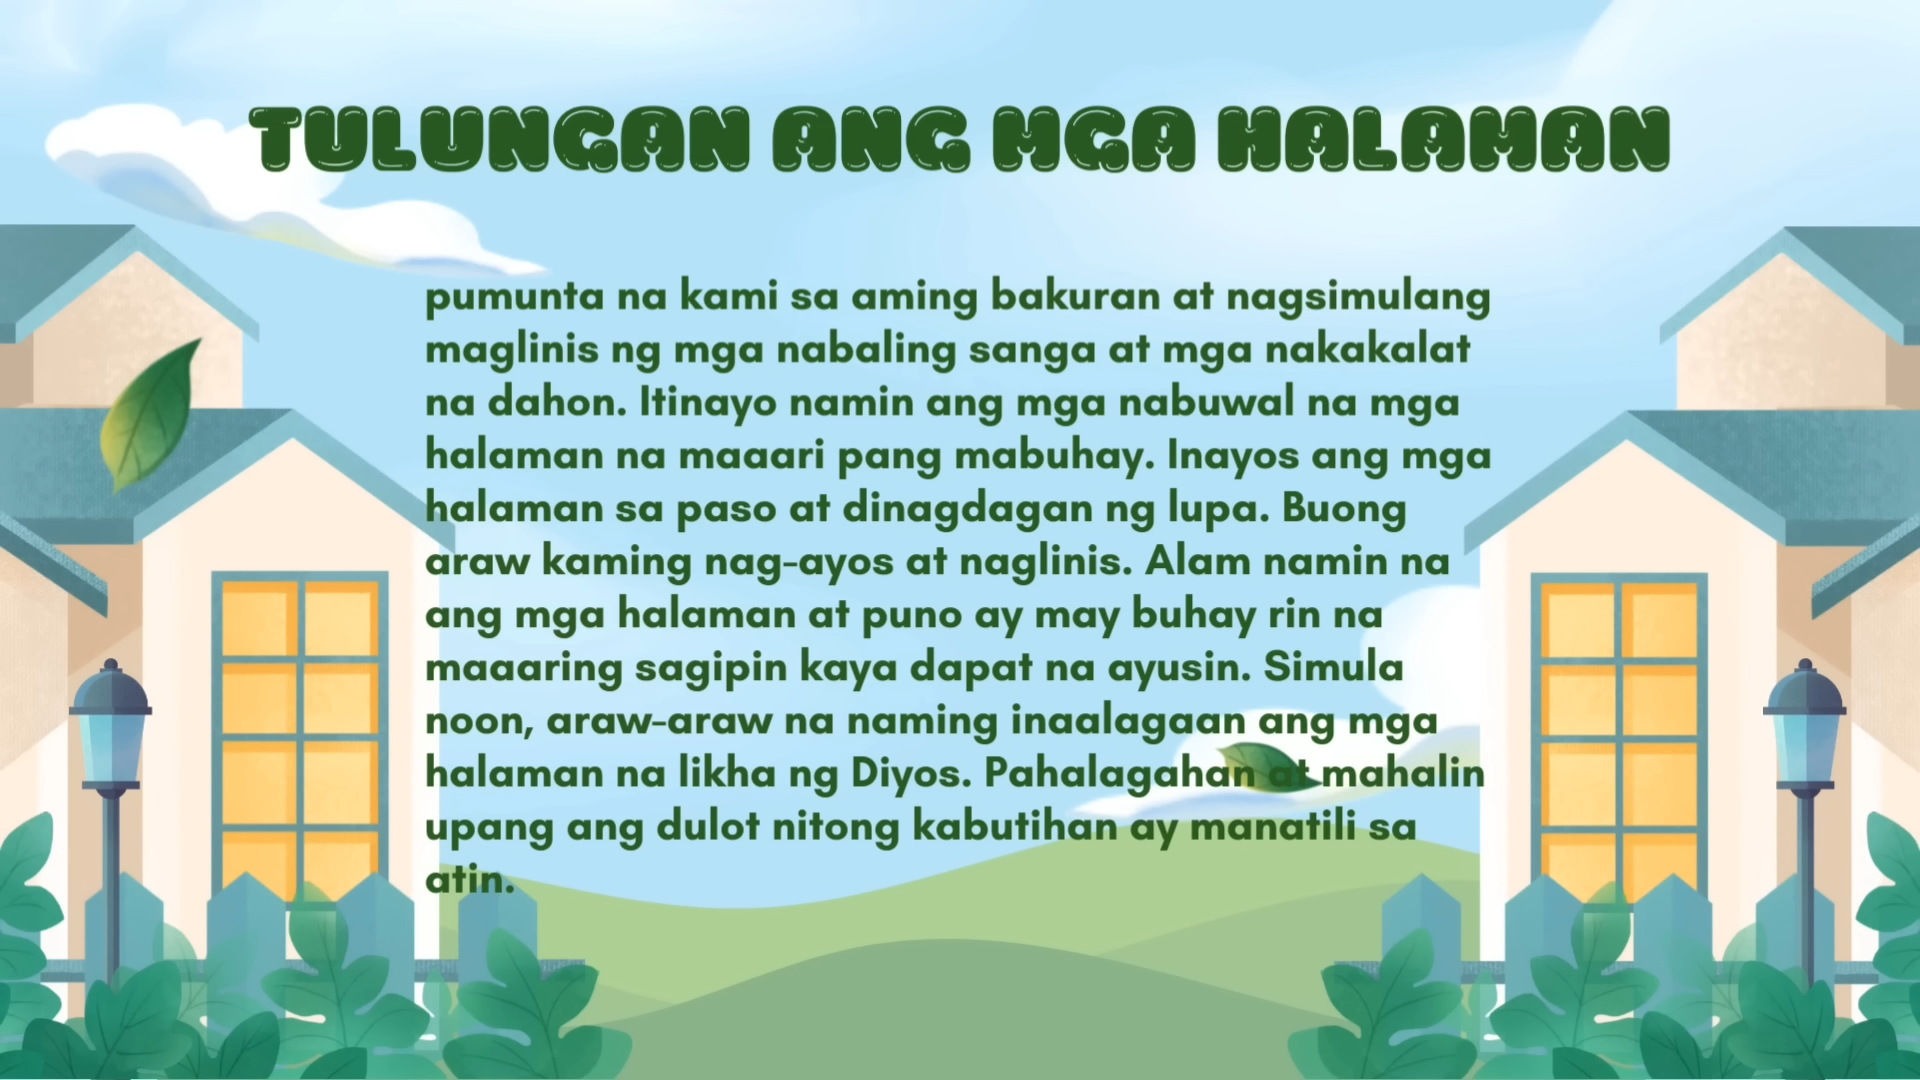 TULUNGAN ANG MGA HALAMAN
pumunta na kami sa aming bakuran at nagsimulang
maglinis ng mga nabaling sanga at mga nakakalat
na dahon. Itinayo namin ang mga nabuwal na mga
halaman na maaari pang mabuhay. Inayos ang mga
halaman sa paso at dinagdagan ng lupa. Buong
araw kaming nag-ayos at naglinis. Alam namin na
ang mga halaman at puno ay may buhay rin na
maaaring sagipin kaya dapat na ayusin. Simula
noon, araw-araw na naming inaalagaan ang mga
halaman na likha ng Diyos. Pahalagahan at mahalin
upang ang dulot nitong kabutihan ay manatili sa
atin.